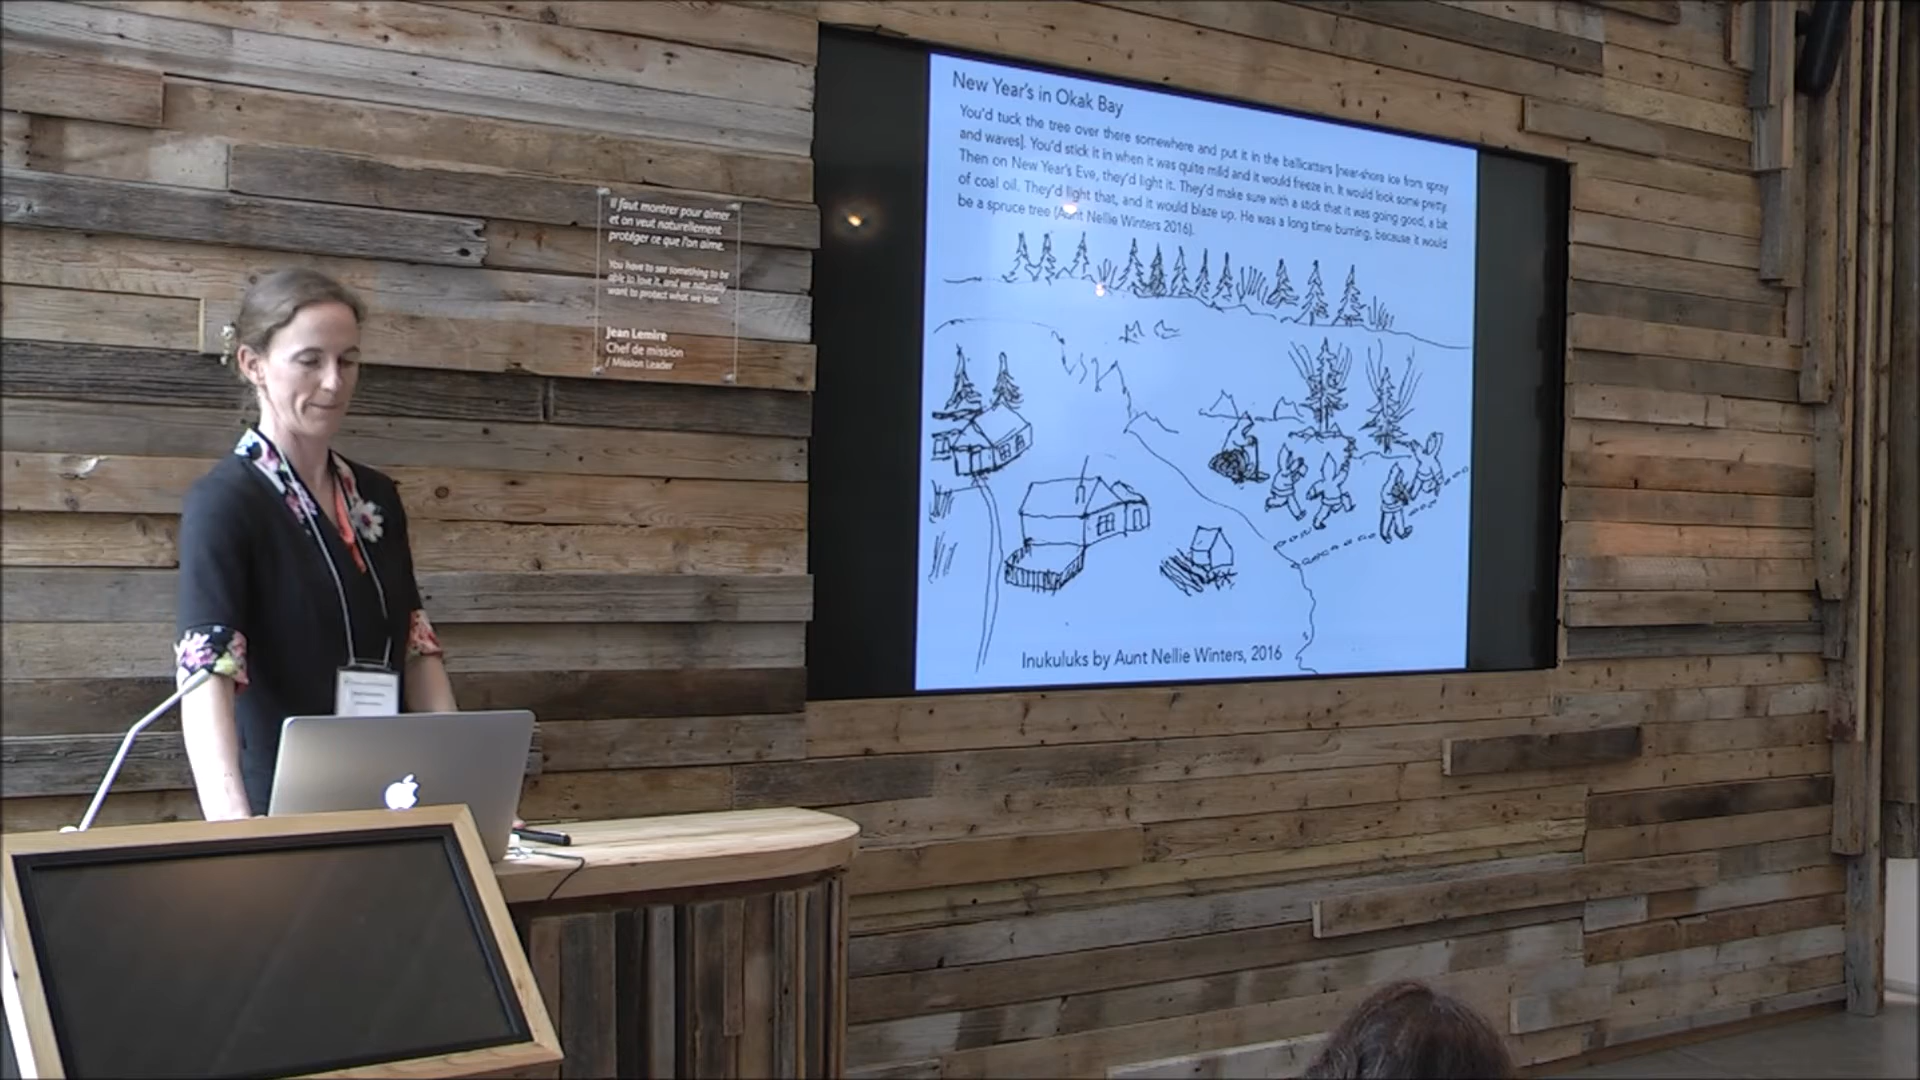 Il faut montrer pour aimer
et on veut naturellement
protéger ce que l'on aime.
You have to see something to be
able to love it, and we naturally
want to protect what we love.
Jean Lemire
Chef de mission
/ Mission Leader
New Year's in Okak Bay
You'd tuck the tree over there somewhere and put it in the ballicatters [near-shore ice from spray
and waves]. You'd stick it in when it was quite mild and it would freeze in. It would look some pretty.
Then on New Year's Eve, they'd light it. They'd make sure with a stick that it was going good, a bit
of coal oil. They'd light that, and it would blaze up. He was a long time burning, because it would
be a spruce tree (Aunt Nellie Winters 2016).
Inukuluks by Aunt Nellie Winters, 2016